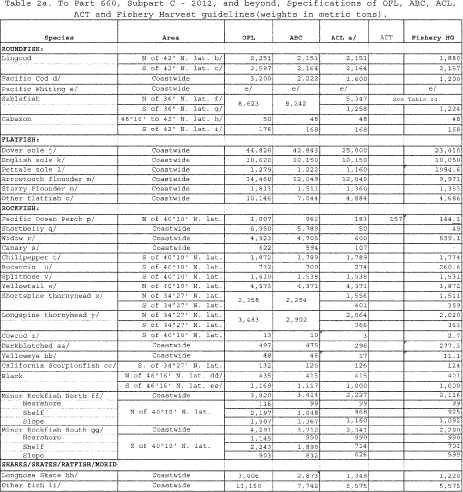 Table 2a. To Part 660, Subpart C - 2012, and beyond, Specifications of OFL, ABC, ACL,
ACT and Fishery Harvest guidelines(weights in metric tons).
Species Area OFL ABC ACL a/ ACT Fishery HG
ROUNDFISH:
Lingcod N of 42° N. lat. b/ 2,251 2,151 2,151 1,880
S of 42° N. lat. c/ 2,597 2,164 2,164 2,157
Pacific Cod d/ Coastwide 3,200 2,222 1,600 1,200
Pacific Whiting e/ Coastwide e/ e/ e/ e/
Sablefish N of 36° N. lat. f/ 8,623 8,242 5,347 See Table 2c
S of 36° N. lat. g/ 1,258 1,224
Cabazon 46°16' to 42° N. lat. h/ 50 48 48 48
S of 42° N. lat. i/ 176 168 168 168
FLATFISH:
Dover sole j/ Coastwide 44,826 42,843 25,000 23,410
English sole k/ Coastwide 10,620 10,150 10,150 10,050
Petrale sole l/ Coastwide 1,279 1,222 1,160 1094.6
Arrowtooth flounder m/ Coastwide 14,460 12,049 12,049 9,971
Starry Flounder n/ Coastwide 1,813 1,511 1,360 1,353
Other flatfish o/ Coastwide 10,146 7,044 4,884 4,686
ROCKFISH:
Pacific Ocean Perch p/ N of 40°10' N. lat. 1,007 962 183 157 144.1
Shortbelly q/ Coastwide 6,950 5,789 50 49
Widow r/ Coastwide 4,923 4,705 600 539.1
Canary s/ Coastwide 622 594 107
Chilipepper t/ S of 40°10' N. lat. 1,872 1,789 1,789 1,774
Bocaccio u/ S of 40°10' N. lat. 732 700 274 260.6
Splitnose v/ S of 40°10' N. lat. 1,610 1,538 1,538 1,531
Yellowtail w/ N of 40°10' N. lat. 4,573 4,371 4,371 3,872
Shortspine thornyhead x/ N of 34°27' N. lat. 2,358 2,254 1,556 1,511
S of 34°27' N. lat. 401 359
Longspine thornyhead y/ N of 34°27' N. lat. 3,483 2,902 2,064 2,020
S of 34°27' N. lat. 366 363
Cowcod z/ S of 40°10' N. lat. 13 10 3 2.7
Darkblotched aa/ Coastwide 497 475 296 277.3
Yelloweye bb/ Coastwide 48 46 17 11.1
California Scorpionfish cc/ S. of 34°27' N. lat. 132 126 126 124
Black N of 46°16' N. lat. dd/ 435 415 415 401
S of 46°16' N. lat. ee/ 1,169 1,117 1,000 1,000
Minor Rockfish North ff/ N of 40°10' N. lat. 3,820 3,414 2,227 2,116
Nearshore 116 99 99 99
Shelf 2,197 1,948 968 925
Slope 1,507 1,367 1,160 1,092
Minor Rockfish South gg/ S of 40°10' N. lat. 4,291 3,712 2,341 2,290
Nearshore 1,145 990 990 990
Shelf 2,243 1,890 714 701
Slope 903 832 626 599
SHARKS/SKATES/RATFISH/MORID
Longnose Skate hh/ Coastwide 3,006 2,873 1,349 1,220
Other fish ii/ Coastwide 11,150 7,742 5,575 5,575